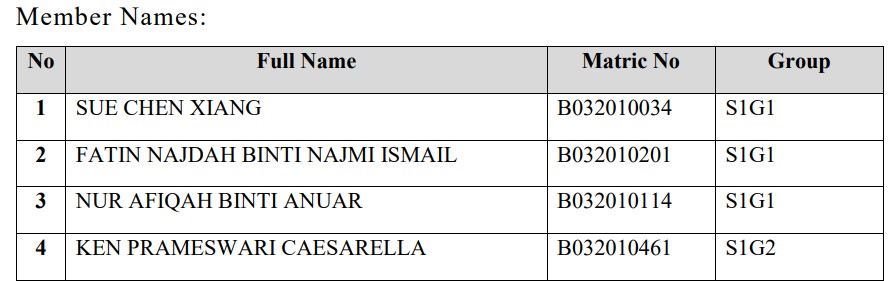 Member Names:
No Full Name Matric No Group
1 SUE CHEN XIANG B032010034 S1G1
2 FATIN NAJDAH BINTI NAJMI ISMAIL B032010201 S1G1
3 NUR AFIQAH BINTI ANUAR B032010114 S1G1
4 KEN PRAMESWARI CAESARELLA B032010461 S1G2